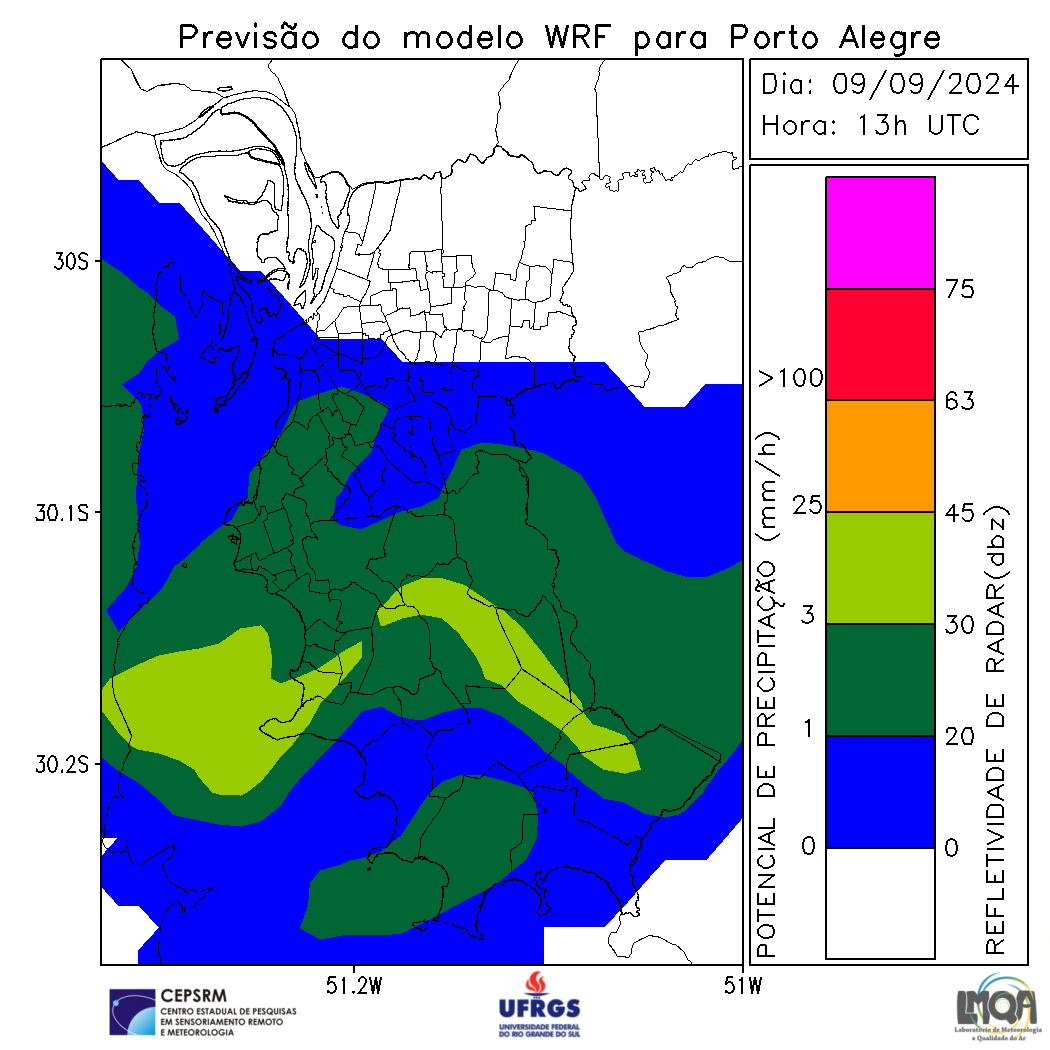 Previsão do modelo WRF para Porto Alegre
Dia: 09/09/2024
Hora: 13h UTC
30S
30.1S
30.2S
51.2W
51W
POTENCIAL DE PRECIPITAÇÃO (mm/h)
>100
25
3
1
0
75
63
45
30
20
0
REFLETIVIDADE DE RADAR(dbz)
CEPSRM
CENTRO ESTADUAL DE PESQUISAS
EM SENSORIAMENTO REMOTO
E METEOROLOGIA
UFRGS
UNIVERSIDADE FEDERAL
DO RIO GRANDE DO SUL
LMQA
Laboratório de Meteorologia
e Qualidade do Ar